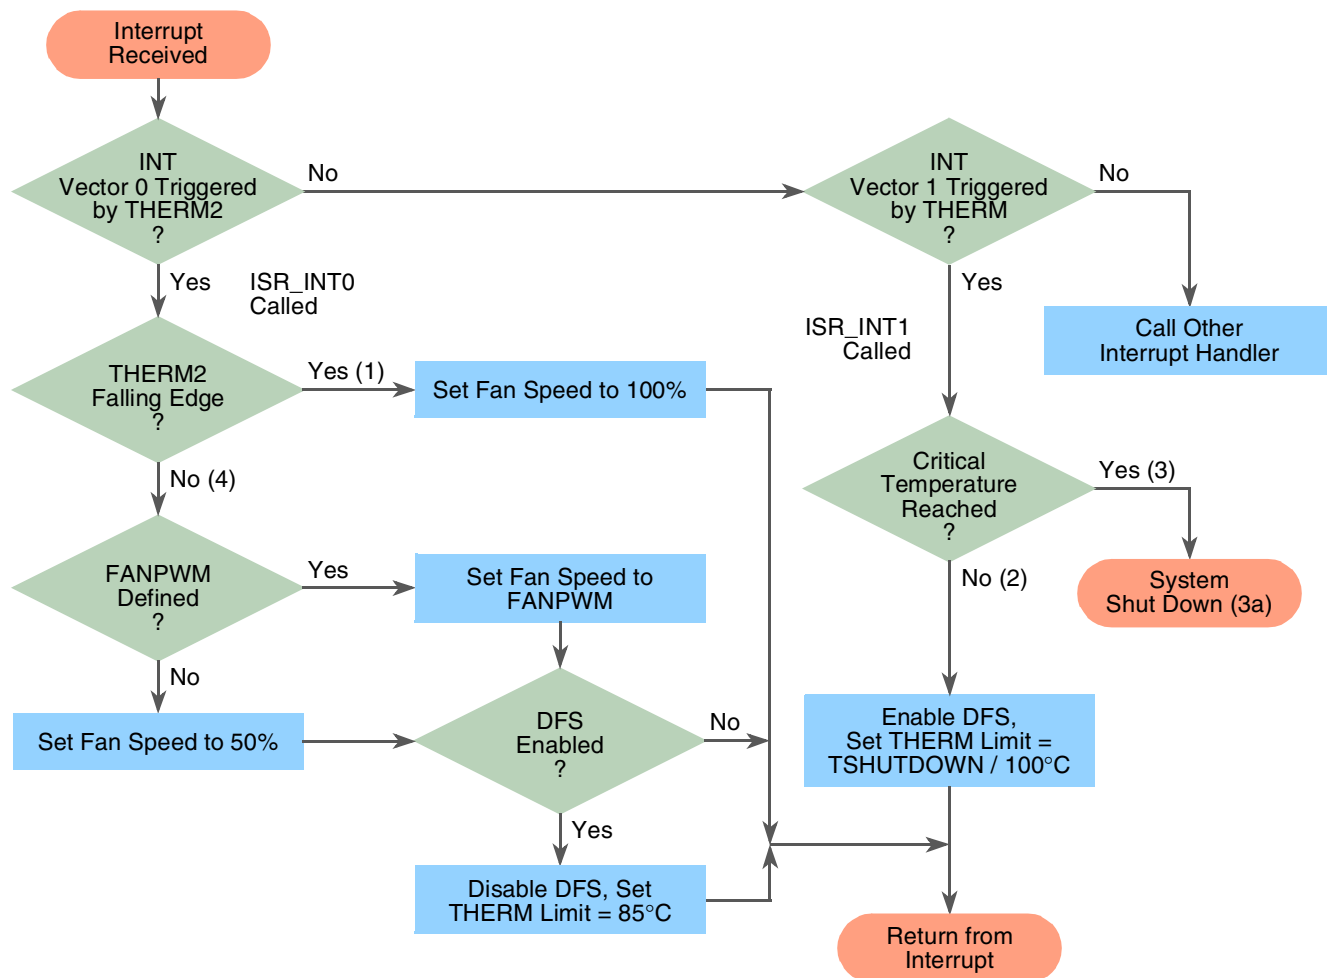 Interrupt
Received
INT
Vector 0 Triggered
by THERM2
?
No
INT
Vector 1 Triggered
by THERM
?
No
Yes
ISR_INT0
Called
Yes
ISR_INT1
Called
Call Other
Interrupt Handler
THERM2
Falling Edge
?
Yes (1)
Set Fan Speed to 100%
No (4)
Critical
Temperature
Reached
?
Yes (3)
No (2)
System
Shut Down (3a)
FANPWM
Defined
?
Yes
Set Fan Speed to
FANPWM
No
Set Fan Speed to 50%
DFS
Enabled
?
No
Yes
Enable DFS,
Set THERM Limit =
TSHUTDOWN / 100°C
Disable DFS, Set
THERM Limit = 85°C
Return from
Interrupt